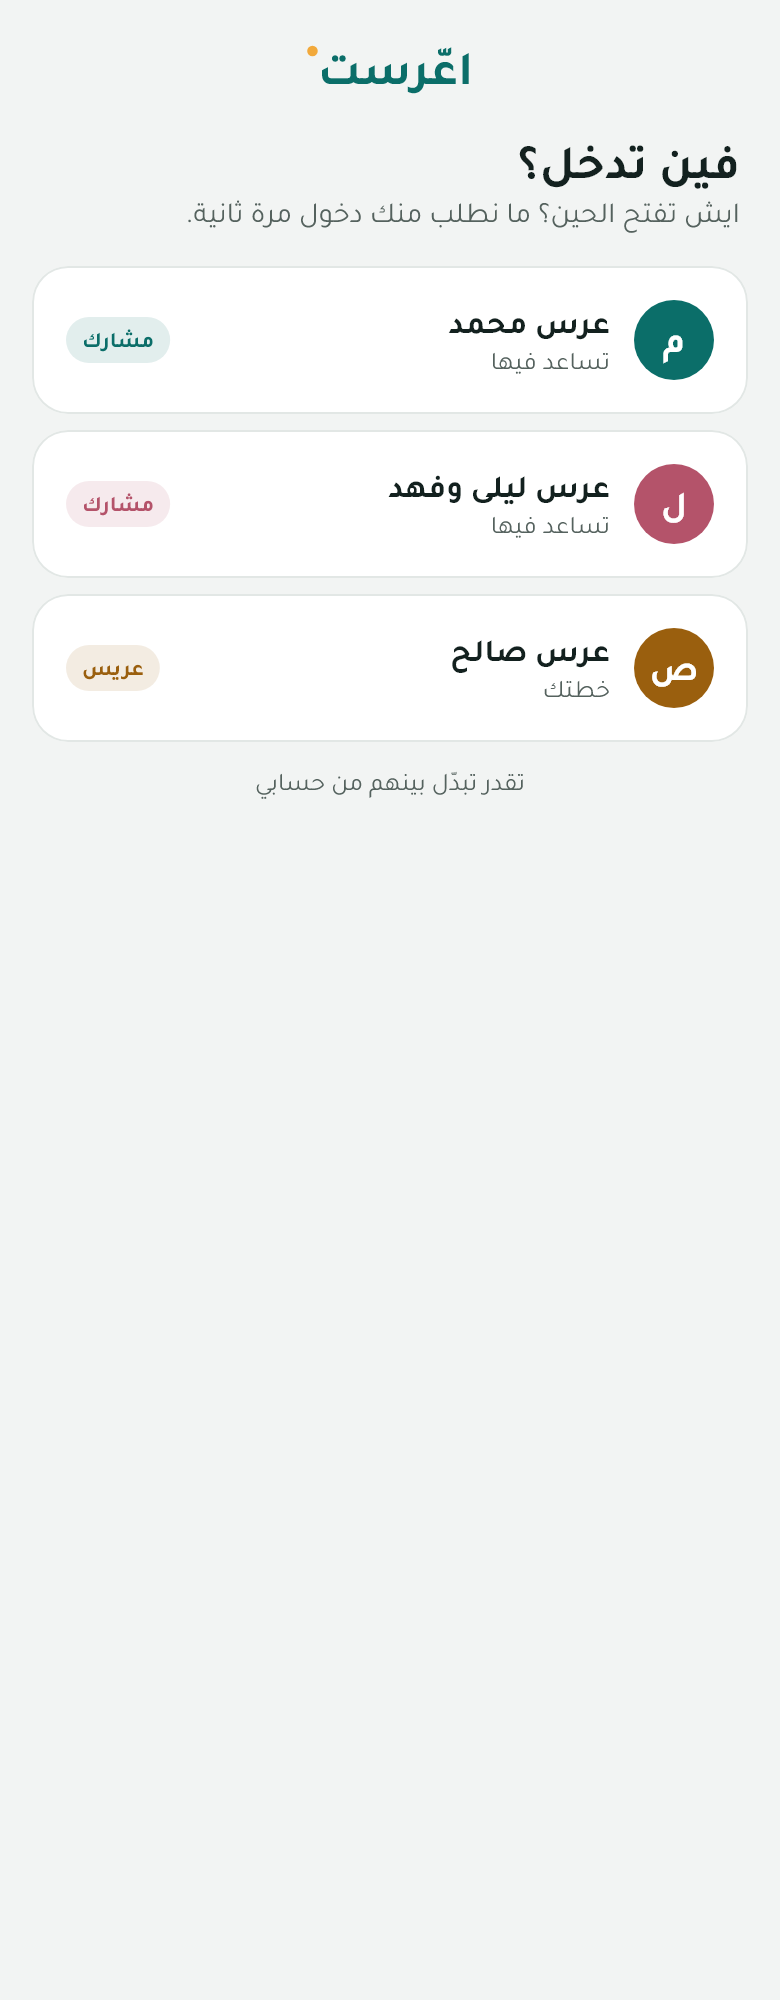 اعّرست
فين تدخل؟
ايش تفتح الحين؟ ما نطلب منك دخول مرة ثانية.
م
عرس محمد
تساعد فيها
مشارك
ل
عرس ليلى وفهد
تساعد فيها
مشارك
ص
عرس صالح
خطتك
عريس
تقدر تبدّل بينهم من حسابي